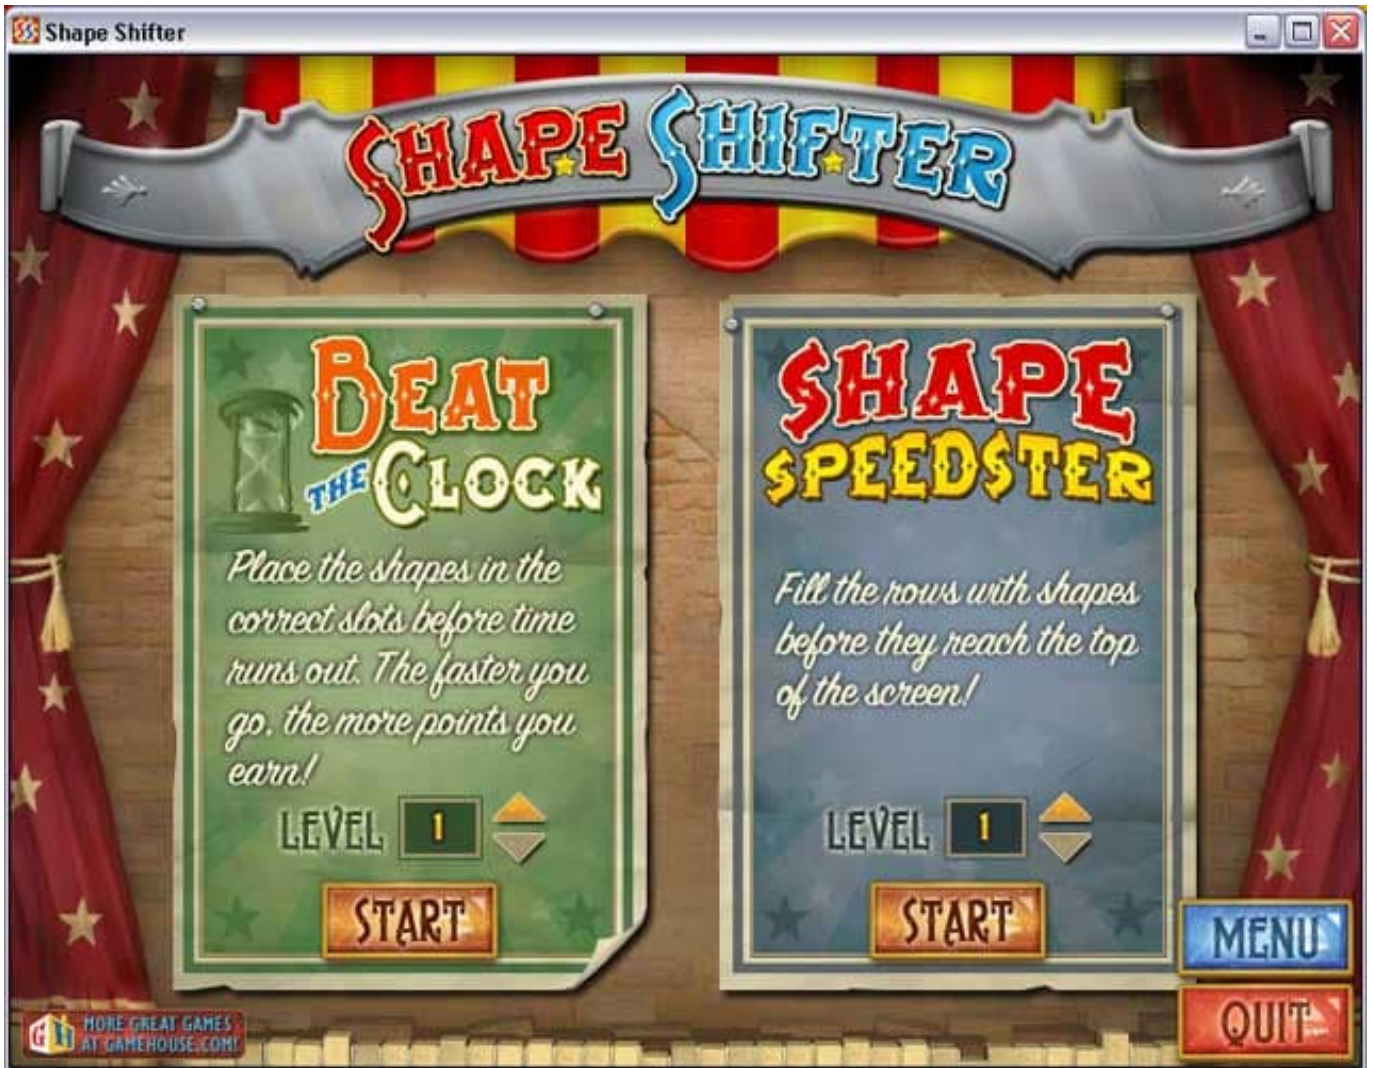 Shape Shifter
SHAPE SHIFTER
BEAT
THE CLOCK
Place the shapes in the
correct slots before time
runs out. The faster you
go, the more points you
earn!
LEVEL 1
START
SHAPE
SPEEDSTER
Fill the rows with shapes
before they reach the top
of the screen!
LEVEL 1
START
MENU
QUIT
GH
MORE GREAT GAMES
AT GAMEHOUSE.COM!